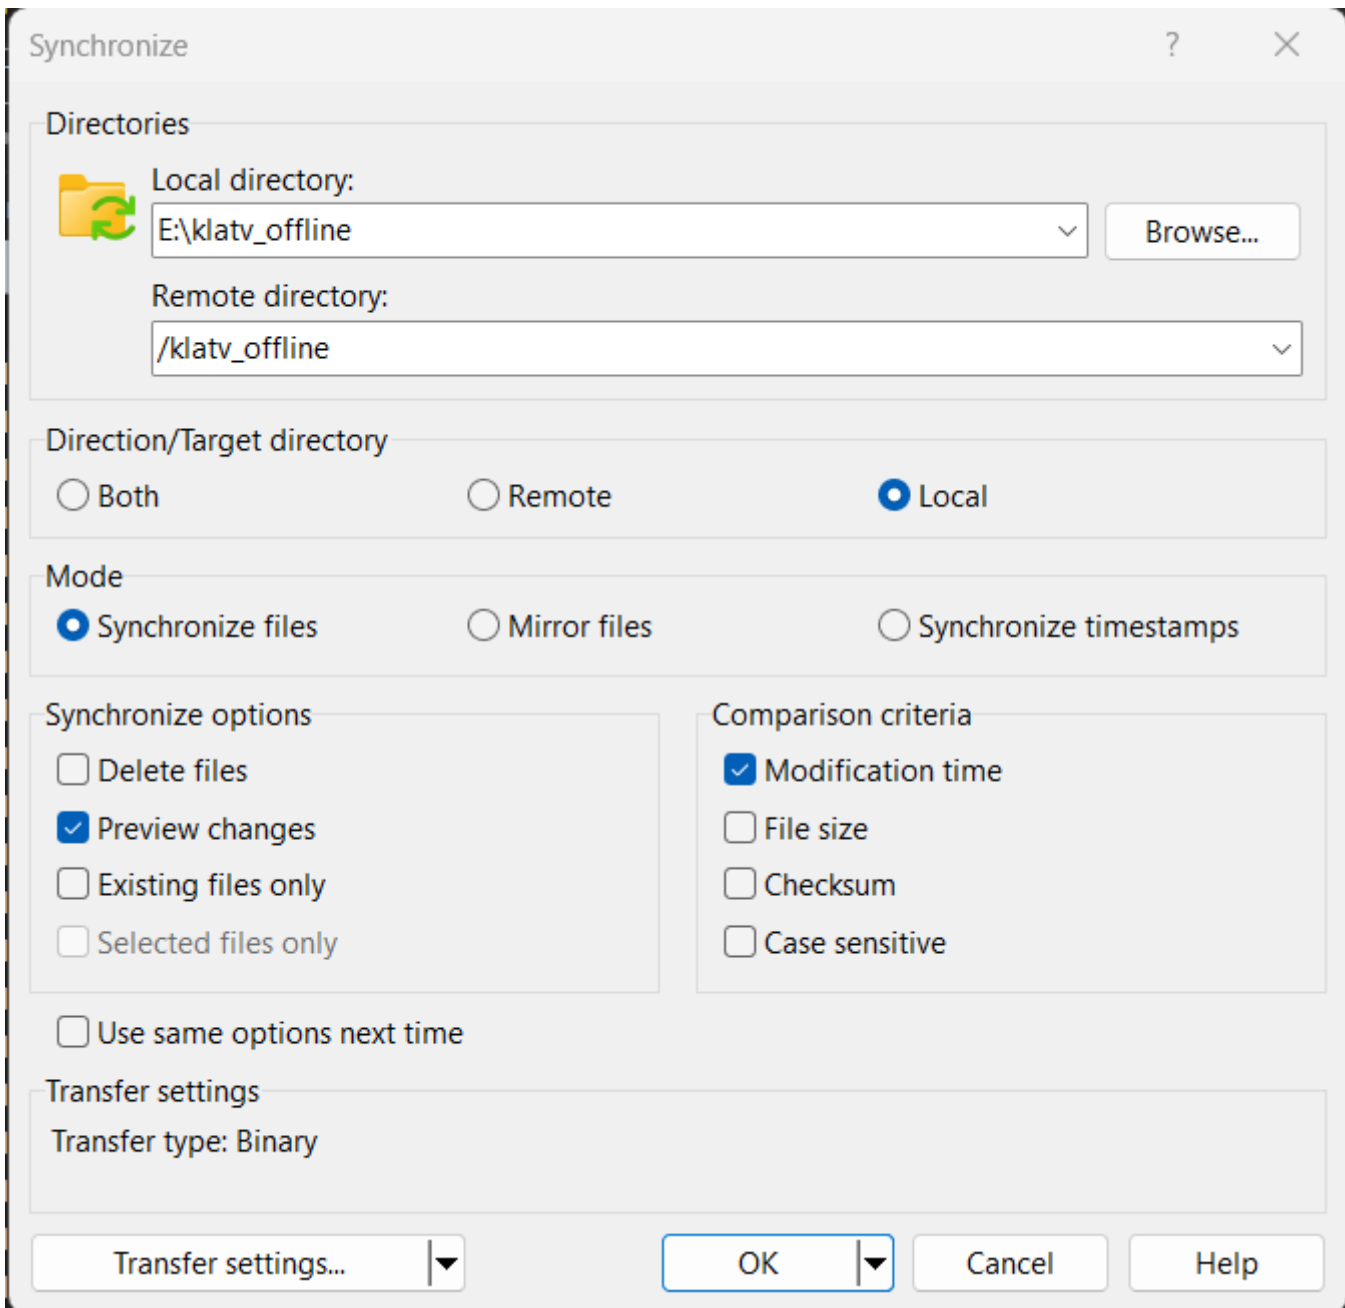 Synchronize
Directories
Local directory:
E:\klatv_offline
Browse...
Remote directory:
/klatv_offline
Direction/Target directory
Both
Remote
Local
Mode
Synchronize files
Mirror files
Synchronize timestamps
Synchronize options
Delete files
Preview changes
Existing files only
Selected files only
Comparison criteria
Modification time
File size
Checksum
Case sensitive
Use same options next time
Transfer settings
Transfer type: Binary
Transfer settings...
OK
Cancel
Help